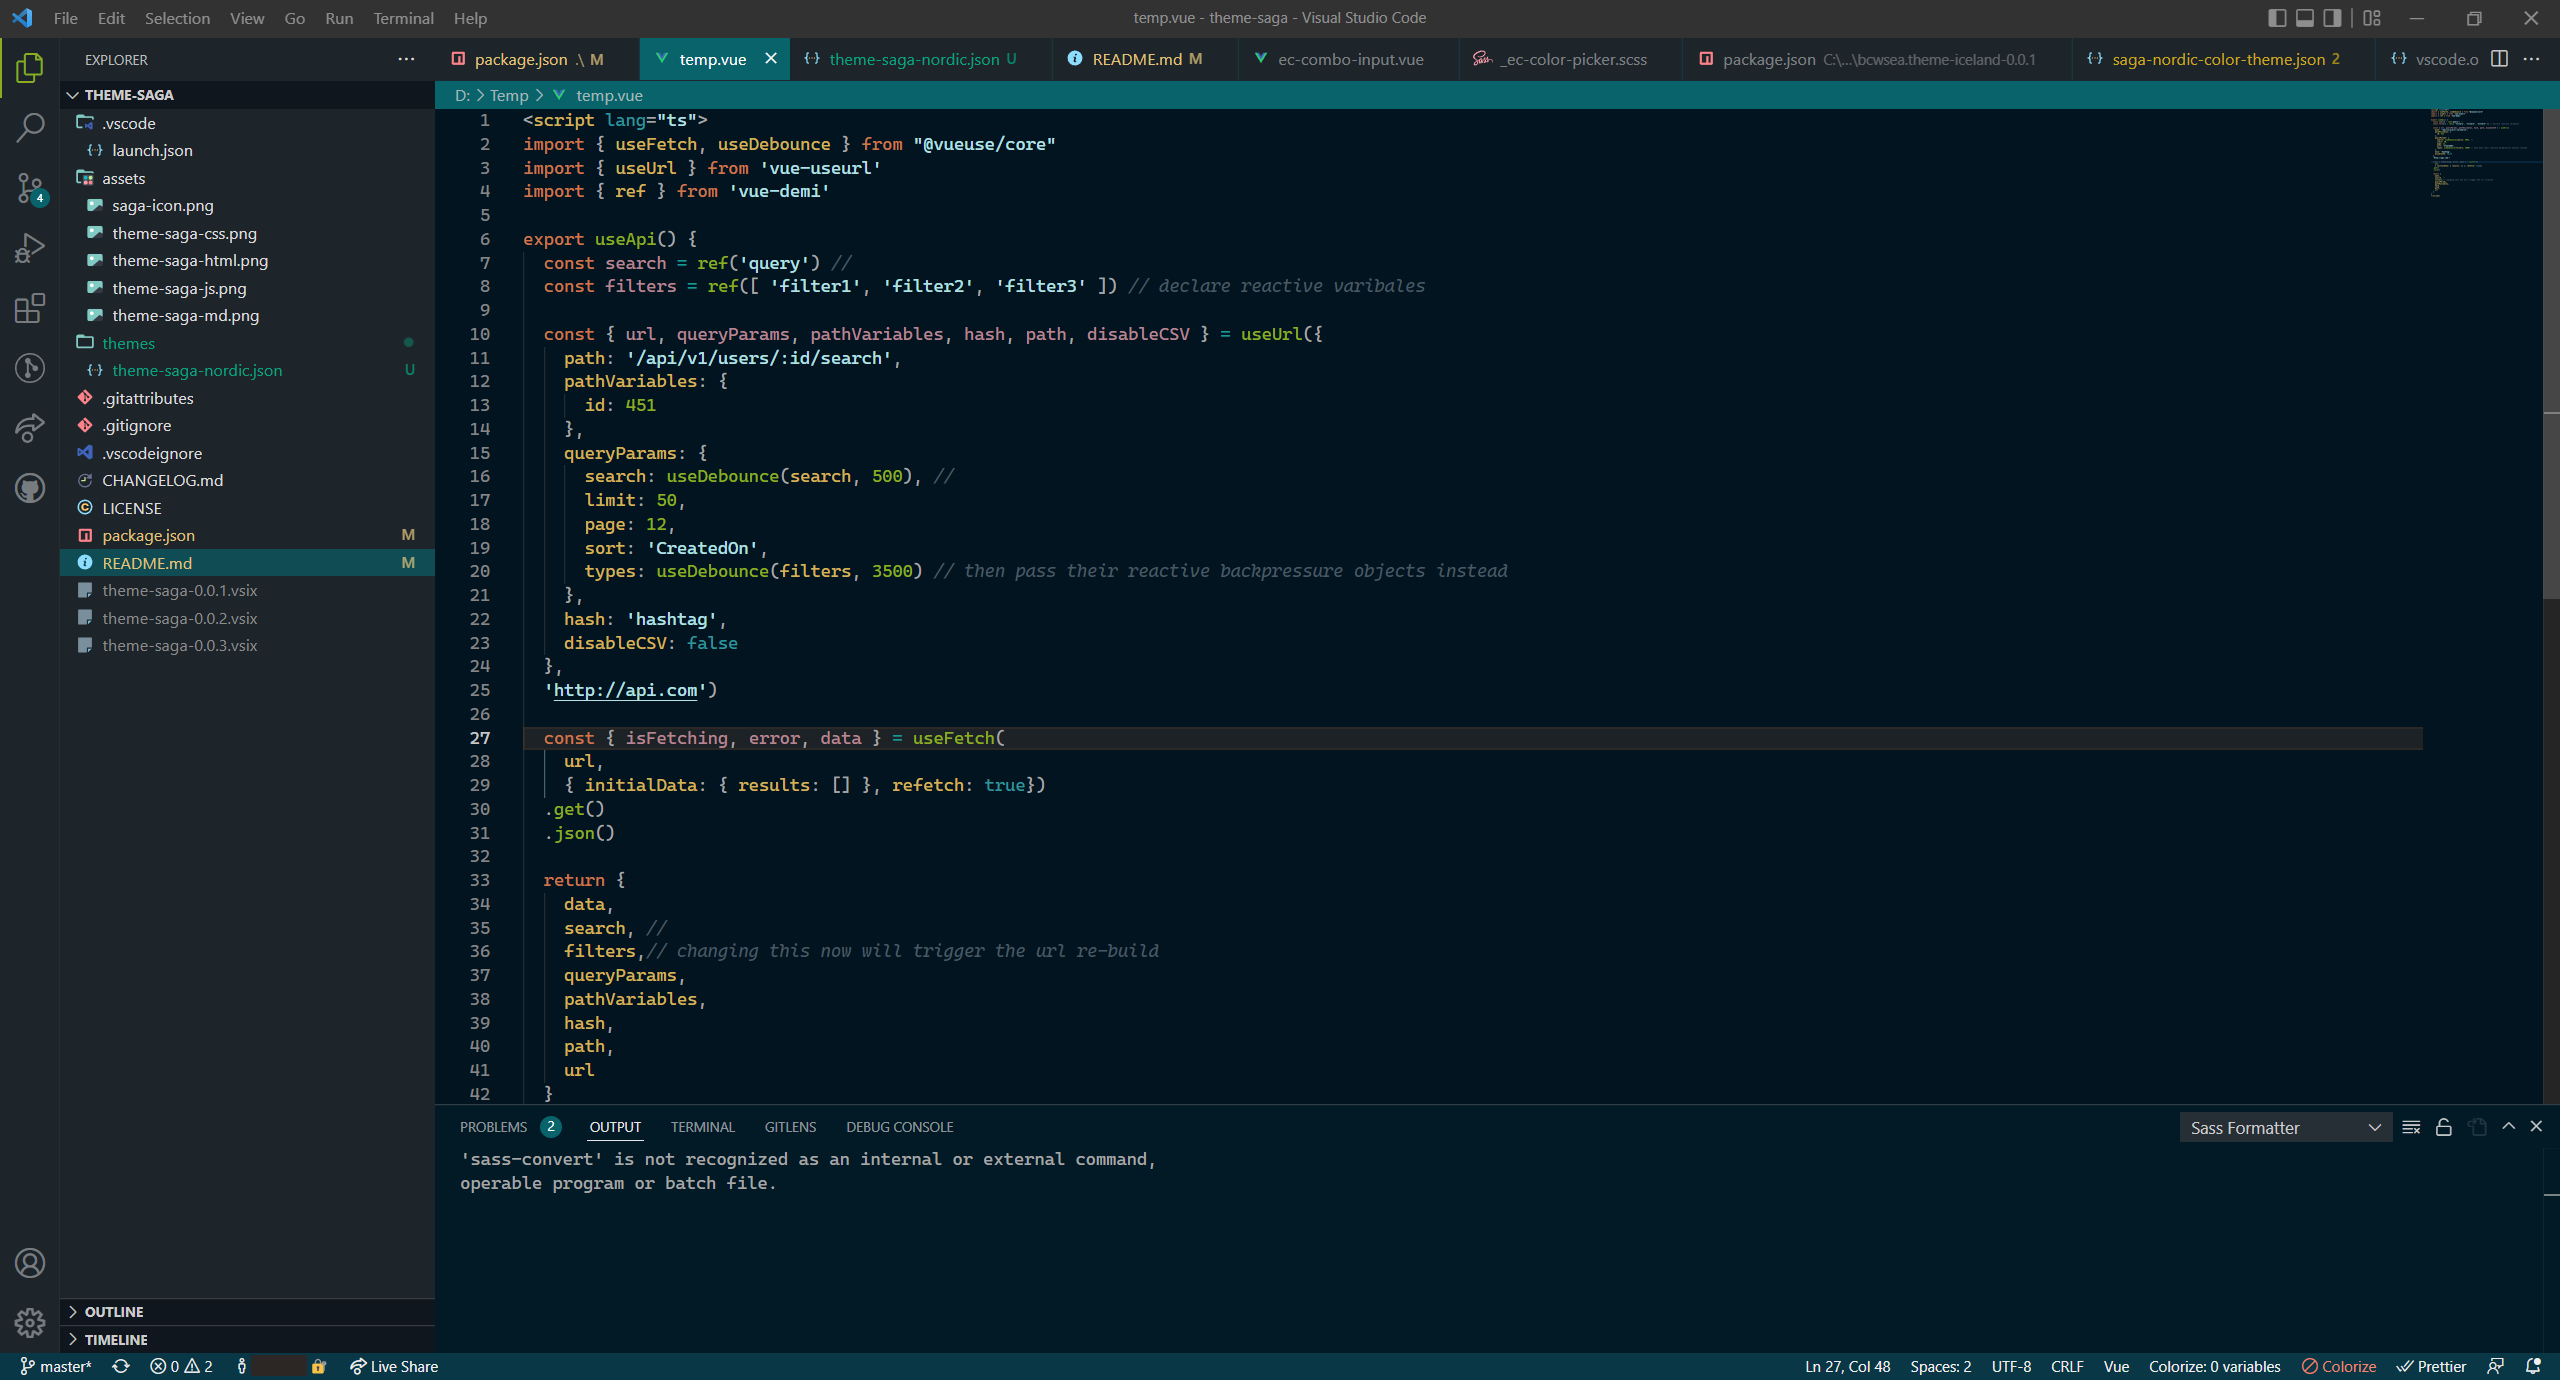 File Edit Selection View Go Run Terminal Help
temp.vue - theme-saga - Visual Studio Code
EXPLORER
THEME-SAGA
.vscode
launch.json
assets
saga-icon.png
theme-saga-css.png
theme-saga-html.png
theme-saga-js.png
theme-saga-md.png
themes
theme-saga-nordic.json U
.gitattributes
.gitignore
.vscodeignore
CHANGELOG.md
LICENSE
package.json M
README.md M
theme-saga-0.0.1.vsix
theme-saga-0.0.2.vsix
theme-saga-0.0.3.vsix
OUTLINE
TIMELINE
4
package.json .\ M
temp.vue
theme-saga-nordic.json U
README.md M
ec-combo-input.vue
_ec-color-picker.scss
package.json C:\...\bcwsea.theme-iceland-0.0.1
saga-nordic-color-theme.json 2
vscode.o
D: > Temp > temp.vue
1 <script lang="ts">
2 import { useFetch, useDebounce } from "@vueuse/core"
3 import { useUrl } from 'vue-useurl'
4 import { ref } from 'vue-demi'
5
6 export useApi() {
7 const search = ref('query') //
8 const filters = ref([ 'filter1', 'filter2', 'filter3' ]) // declare reactive varibales
9
10 const { url, queryParams, pathVariables, hash, path, disableCSV } = useUrl({
11 path: '/api/v1/users/:id/search',
12 pathVariables: {
13 id: 451
14 },
15 queryParams: {
16 search: useDebounce(search, 500), //
17 limit: 50,
18 page: 12,
19 sort: 'CreatedOn',
20 types: useDebounce(filters, 3500) // then pass their reactive backpressure objects instead
21 },
22 hash: 'hashtag',
23 disableCSV: false
24 },
25 'http://api.com')
26
27 const { isFetching, error, data } = useFetch(
28 url,
29 { initialData: { results: [] }, refetch: true})
30 .get()
31 .json()
32
33 return {
34 data,
35 search, //
36 filters,// changing this now will trigger the url re-build
37 queryParams,
38 pathVariables,
39 hash,
40 path,
41 url
42 }
PROBLEMS 2 OUTPUT TERMINAL GITLENS DEBUG CONSOLE
Sass Formatter
'sass-convert' is not recognized as an internal or external command,
operable program or batch file.
master* 0 2 Live Share
Ln 27, Col 48 Spaces: 2 UTF-8 CRLF Vue Colorize: 0 variables Colorize Prettier